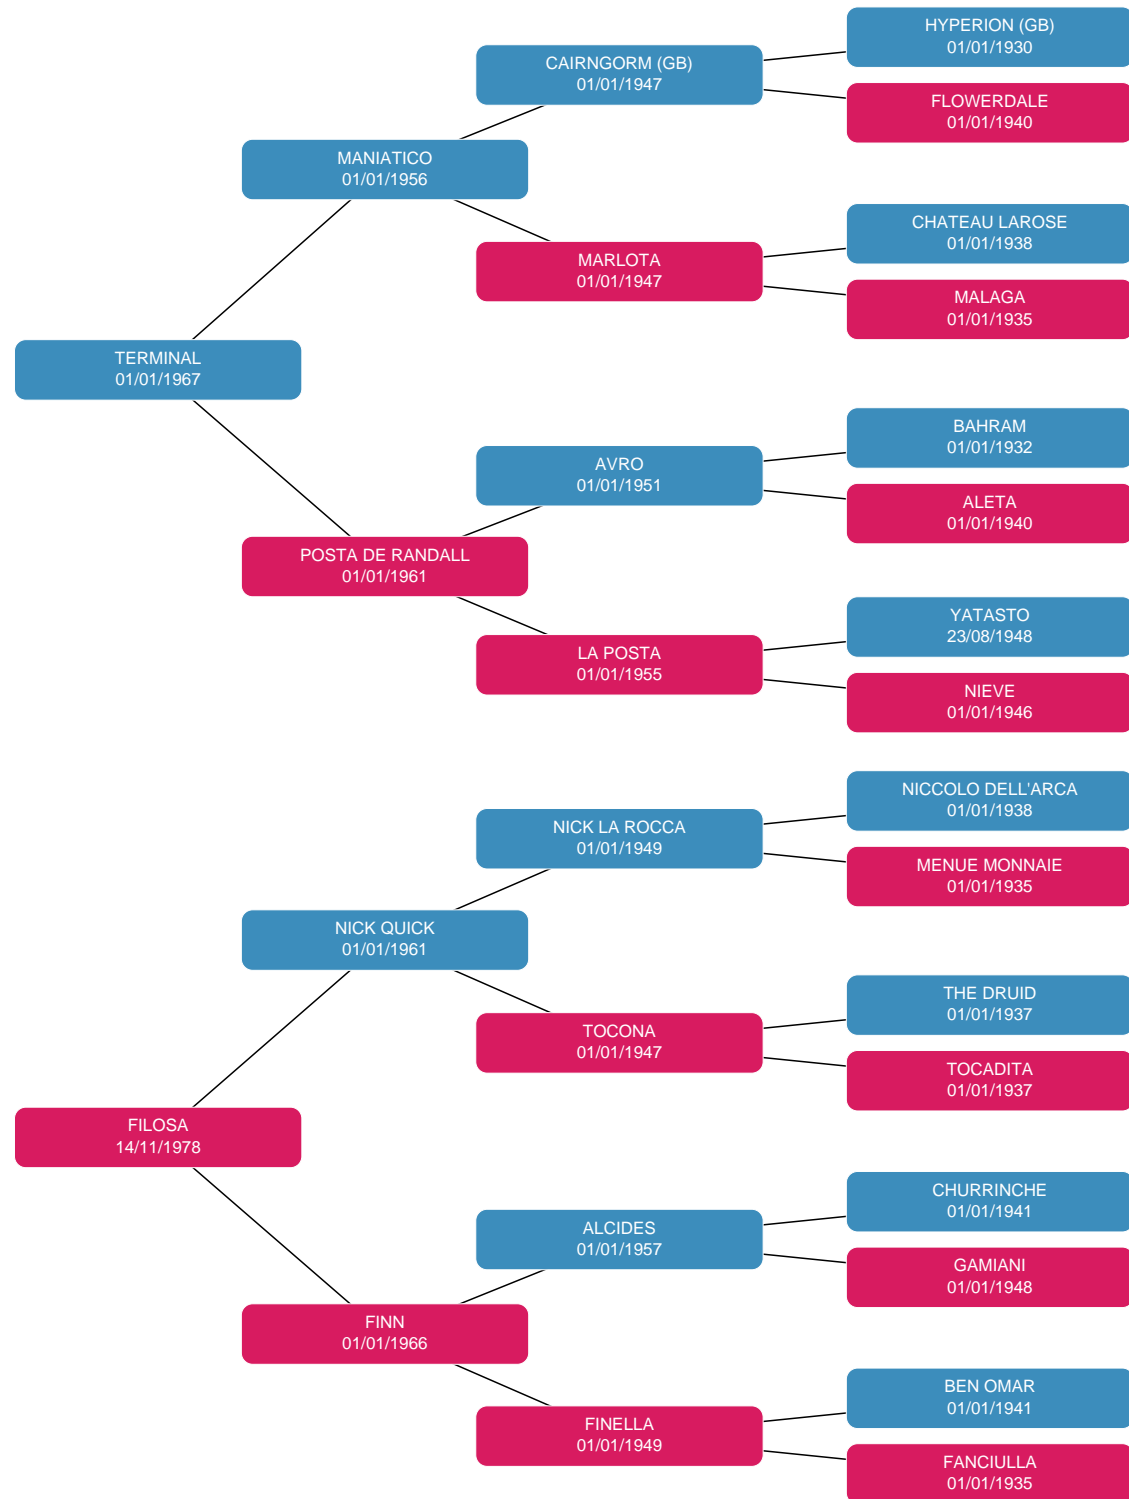 HYPERION (GB)
01/01/1930
CAIRNGORM (GB)
01/01/1947
FLOWERDALE
01/01/1940
MANIATICO
01/01/1956
CHATEAU LAROSE
01/01/1938
MARLOTA
01/01/1947
MALAGA
01/01/1935
TERMINAL
01/01/1967
BAHRAM
01/01/1932
AVRO
01/01/1951
ALETA
01/01/1940
POSTA DE RANDALL
01/01/1961
YATASTO
23/08/1948
LA POSTA
01/01/1955
NIEVE
01/01/1946
NICCOLO DELL'ARCA
01/01/1938
NICK LA ROCCA
01/01/1949
MENUE MONNAIE
01/01/1935
NICK QUICK
01/01/1961
THE DRUID
01/01/1937
TOCONA
01/01/1947
TOCADITA
01/01/1937
FILOSA
14/11/1978
CHURRINCHE
01/01/1941
ALCIDES
01/01/1957
GAMIANI
01/01/1948
FINN
01/01/1966
BEN OMAR
01/01/1941
FINELLA
01/01/1949
FANCIULLA
01/01/1935